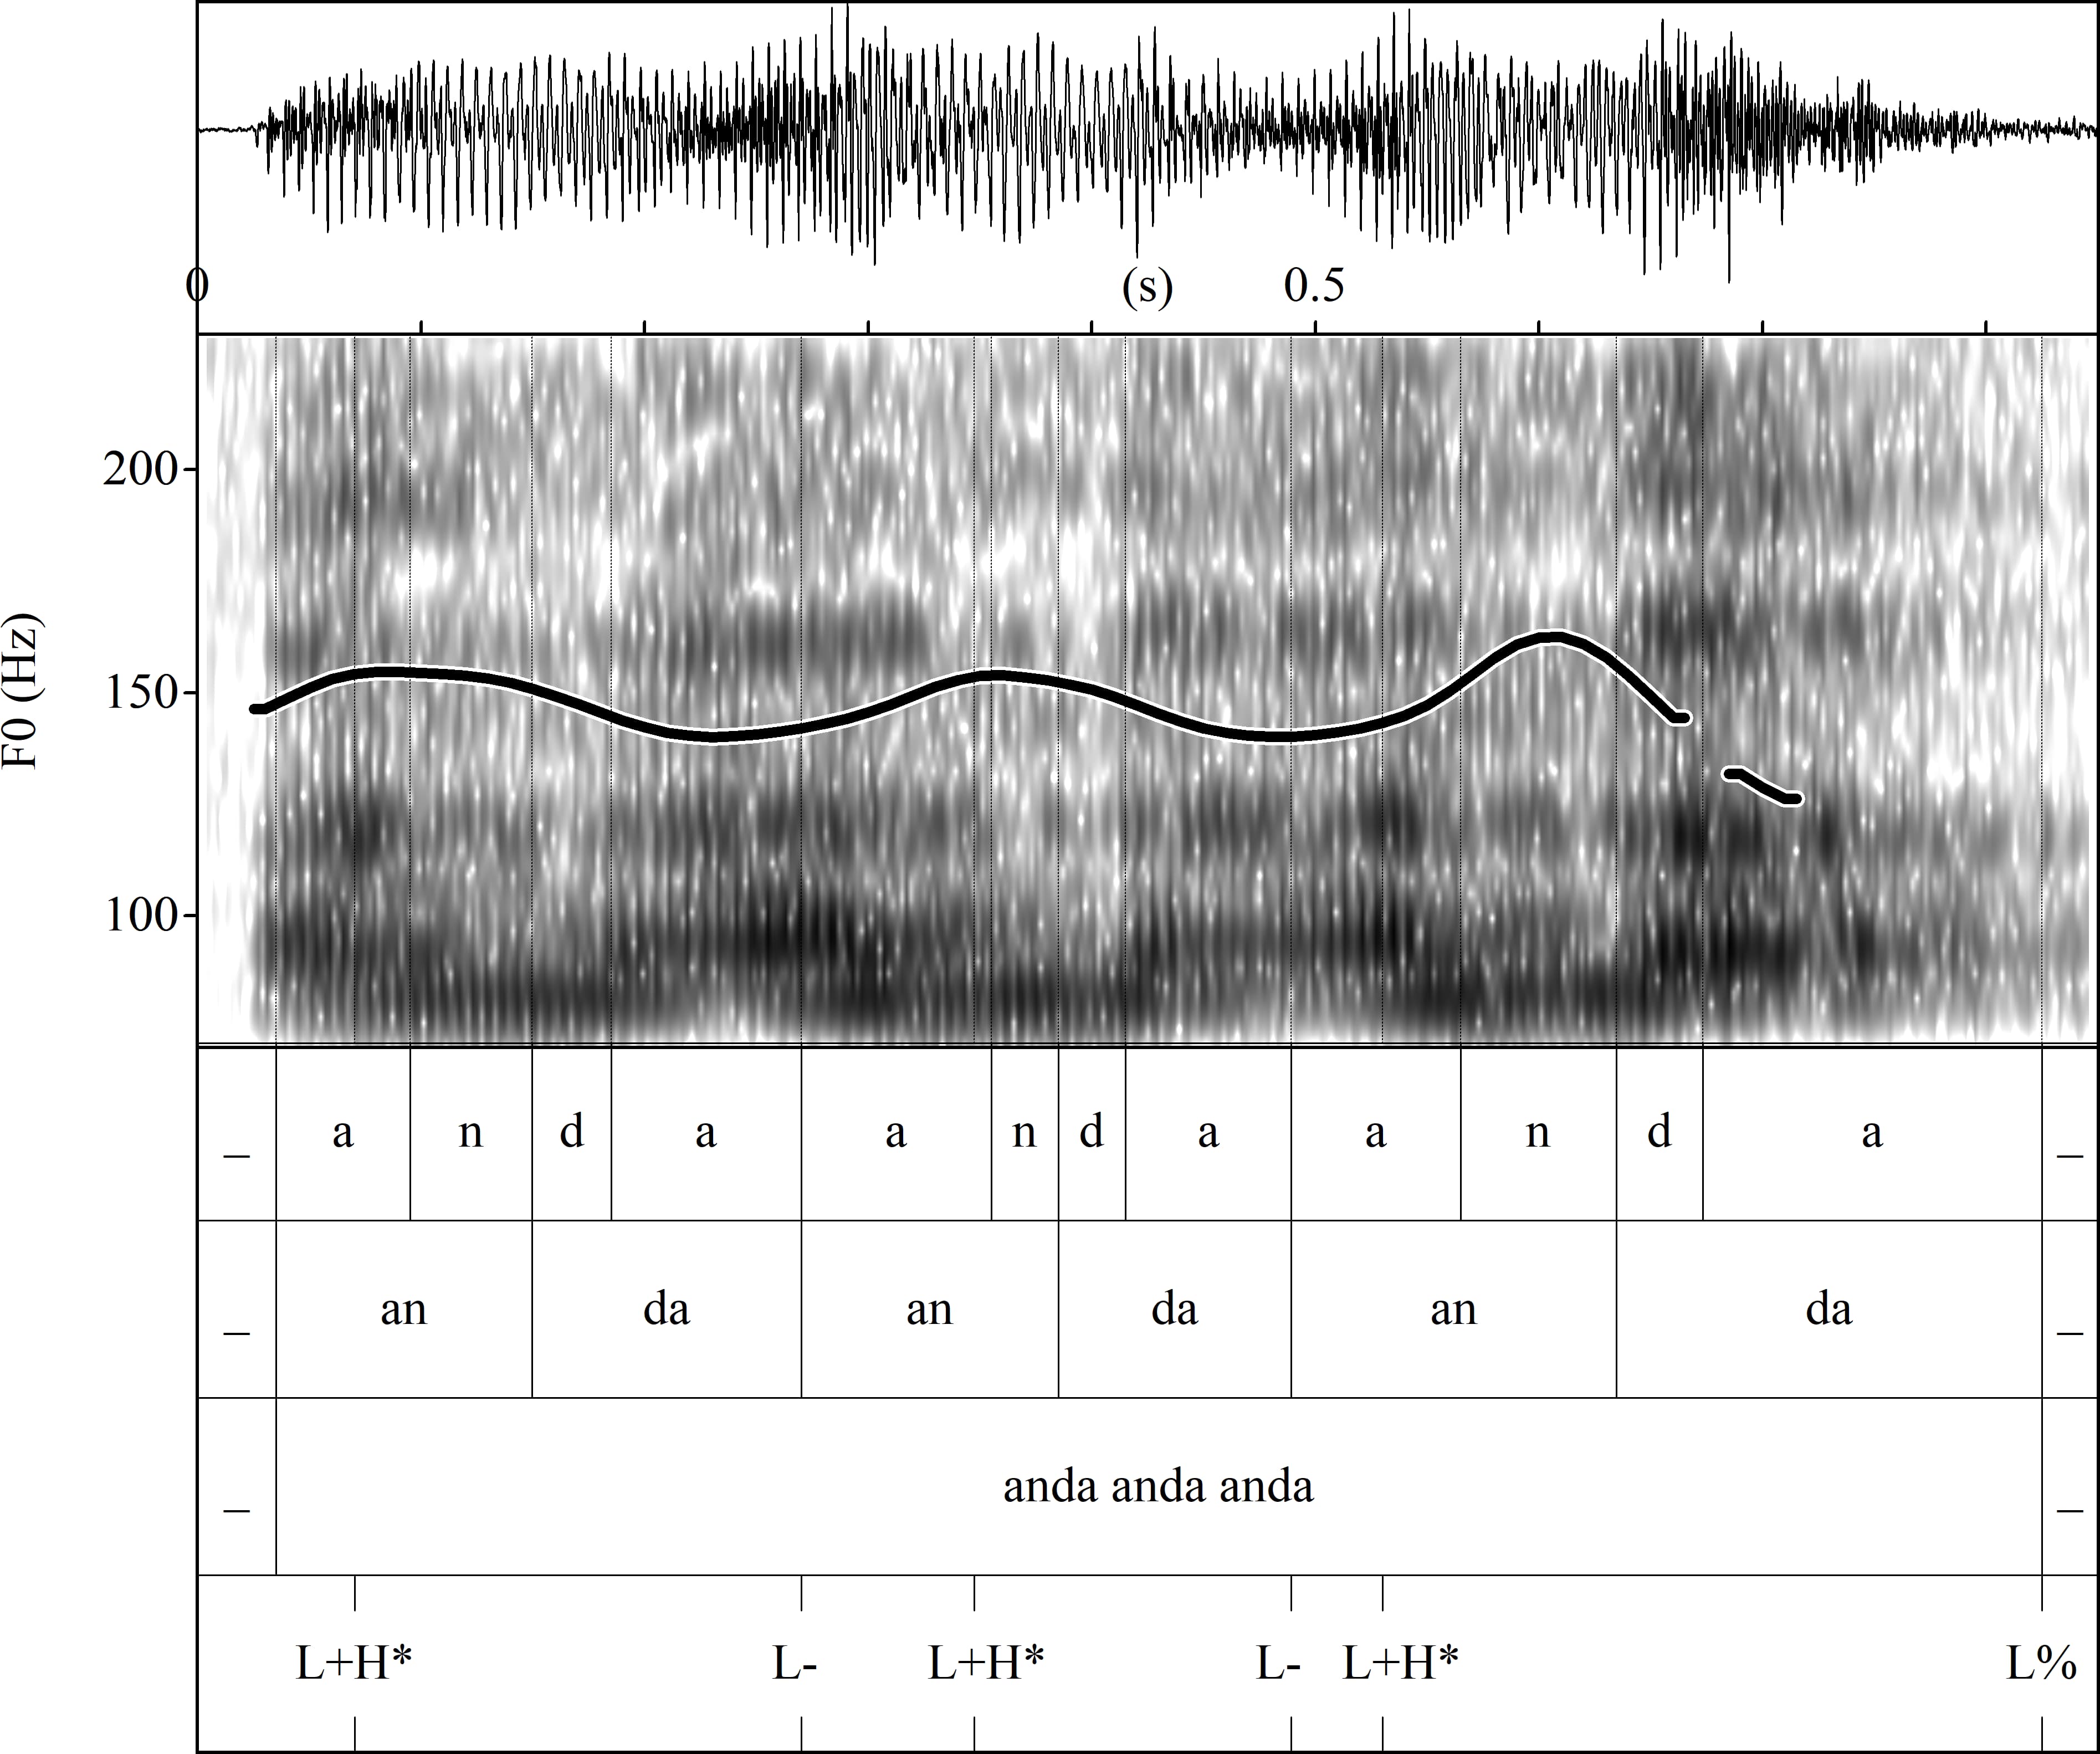 0 (s) 0.5
F0 (Hz)
200
150
100
– a n d a a n d a a n d a –
– an da an da an da –
– anda anda anda –
L+H* L- L+H* L- L+H* L%